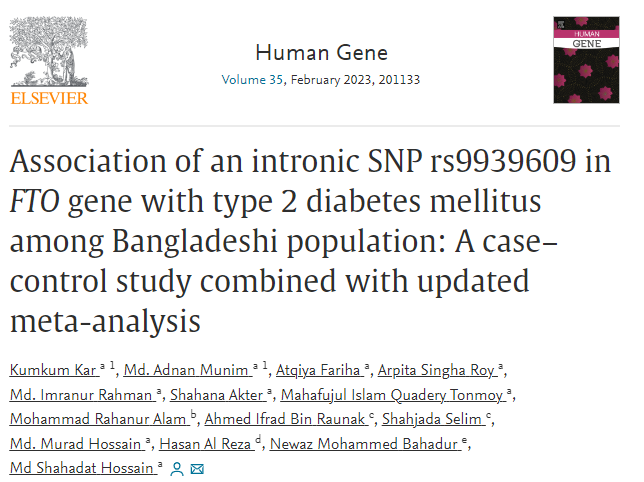 Human Gene
Volume 35, February 2023, 201133
ELSEVIER
HUMAN
GENE
Association of an intronic SNP rs9939609 in
FTO gene with type 2 diabetes mellitus
among Bangladeshi population: A case–
control study combined with updated
meta-analysis
Kumkum Kar a 1, Md. Adnan Munim a 1, Atqiya Fariha a, Arpita Singha Roy a,
Md. Imranur Rahman a, Shahana Akter a, Mahafujul Islam Quadery Tonmoy a,
Mohammad Rahanur Alam b, Ahmed Ifrad Bin Raunak c, Shahjada Selim c,
Md. Murad Hossain a, Hasan Al Reza d, Newaz Mohammed Bahadur e,
Md Shahadat Hossain a